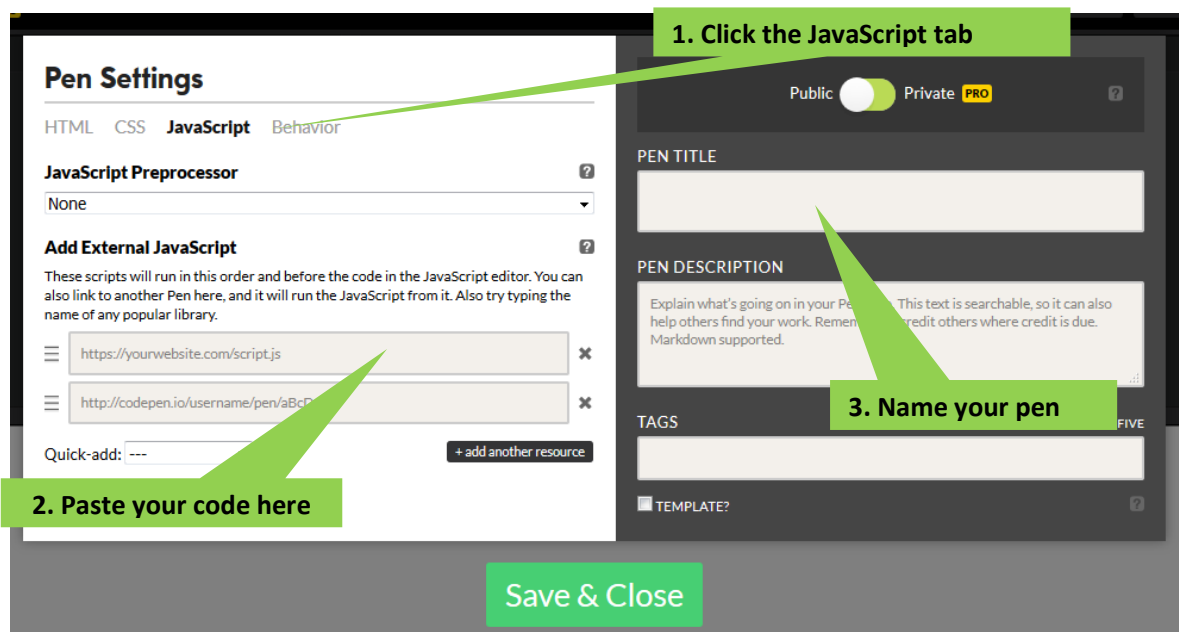 1. Click the JavaScript tab
Pen Settings
HTML CSS JavaScript Behavior
JavaScript Preprocessor ?
None
Add External JavaScript ?
These scripts will run in this order and before the code in the JavaScript editor. You can
also link to another Pen here, and it will run the JavaScript from it. Also try typing the
name of any popular library.
https://yourwebsite.com/script.js
http://codepen.io/username/pen/aBcD
Quick-add: ---
+ add another resource
2. Paste your code here
Public Private PRO ?
PEN TITLE
PEN DESCRIPTION
Explain what's going on in your Pen This text is searchable, so it can also
help others find your work. Remem credit others where credit is due.
Markdown supported.
3. Name your pen
TAGS FIVE
TEMPLATE? ?
Save & Close